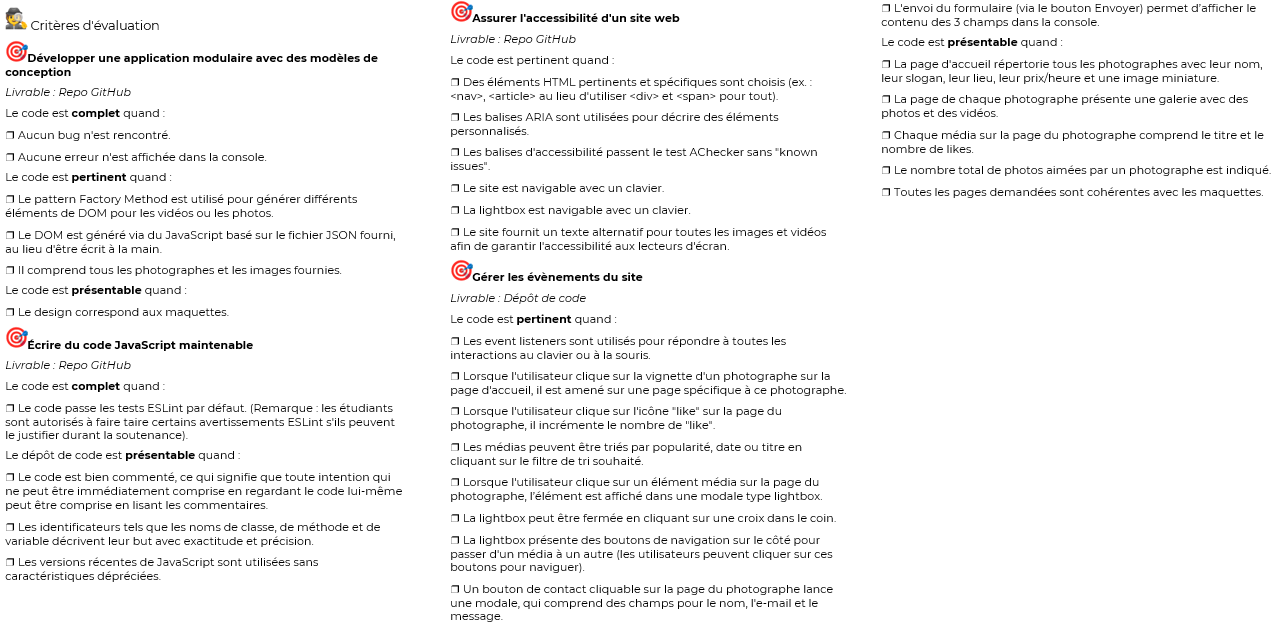 Critères d'évaluation
Développer une application modulaire avec des modèles de
conception
Livrable : Repo GitHub
Le code est complet quand :
❒ Aucun bug n'est rencontré.
❒ Aucune erreur n'est affichée dans la console.
Le code est pertinent quand :
❒ Le pattern Factory Method est utilisé pour générer différents
éléments de DOM pour les vidéos ou les photos.
❒ Le DOM est généré via du JavaScript basé sur le fichier JSON fourni,
au lieu d'être écrit à la main.
❒ Il comprend tous les photographes et les images fournies.
Le code est présentable quand :
❒ Le design correspond aux maquettes.
Écrire du code JavaScript maintenable
Livrable : Repo GitHub
Le code est complet quand :
❒ Le code passe les tests ESLint par défaut. (Remarque : les étudiants
sont autorisés à faire taire certains avertissements ESLint s'ils peuvent
le justifier durant la soutenance).
Le dépôt de code est présentable quand :
❒ Le code est bien commenté, ce qui signifie que toute intention qui
ne peut être immédiatement comprise en regardant le code lui-même
peut être comprise en lisant les commentaires.
❒ Les identificateurs tels que les noms de classe, de méthode et de
variable décrivent leur but avec exactitude et précision.
❒ Les versions récentes de JavaScript sont utilisées sans
caractéristiques dépréciées.
Assurer l'accessibilité d'un site web
Livrable : Repo GitHub
Le code est pertinent quand :
❒ Des éléments HTML pertinents et spécifiques sont choisis (ex. :
<nav>, <article> au lieu d'utiliser <div> et <span> pour tout).
❒ Les balises ARIA sont utilisées pour décrire des éléments
personnalisés.
❒ Les balises d'accessibilité passent le test AChecker sans "known
issues".
❒ Le site est navigable avec un clavier.
❒ La lightbox est navigable avec un clavier.
❒ Le site fournit un texte alternatif pour toutes les images et vidéos
afin de garantir l'accessibilité aux lecteurs d'écran.
Gérer les évènements du site
Livrable : Dépôt de code
Le code est pertinent quand :
❒ Les event listeners sont utilisés pour répondre à toutes les
interactions au clavier ou à la souris.
❒ Lorsque l'utilisateur clique sur la vignette d'un photographe sur la
page d'accueil, il est amené sur une page spécifique à ce photographe.
❒ Lorsque l'utilisateur clique sur l'icône "like" sur la page du
photographe, il incrémente le nombre de "like".
❒ Les médias peuvent être triés par popularité, date ou titre en
cliquant sur le filtre de tri souhaité.
❒ Lorsque l'utilisateur clique sur un élément média sur la page du
photographe, l'élément est affiché dans une modale type lightbox.
❒ La lightbox peut être fermée en cliquant sur une croix dans le coin.
❒ La lightbox présente des boutons de navigation sur le côté pour
passer d'un média à un autre (les utilisateurs peuvent cliquer sur ces
boutons pour naviguer).
❒ Un bouton de contact cliquable sur la page du photographe lance
une modale, qui comprend des champs pour le nom, l'e-mail et le
message.
❒ L'envoi du formulaire (via le bouton Envoyer) permet d'afficher le
contenu des 3 champs dans la console.
Le code est présentable quand :
❒ La page d'accueil répertorie tous les photographes avec leur nom,
leur slogan, leur lieu, leur prix/heure et une image miniature.
❒ La page de chaque photographe présente une galerie avec des
photos et des vidéos.
❒ Chaque média sur la page du photographe comprend le titre et le
nombre de likes.
❒ Le nombre total de photos aimées par un photographe est indiqué.
❒ Toutes les pages demandées sont cohérentes avec les maquettes.